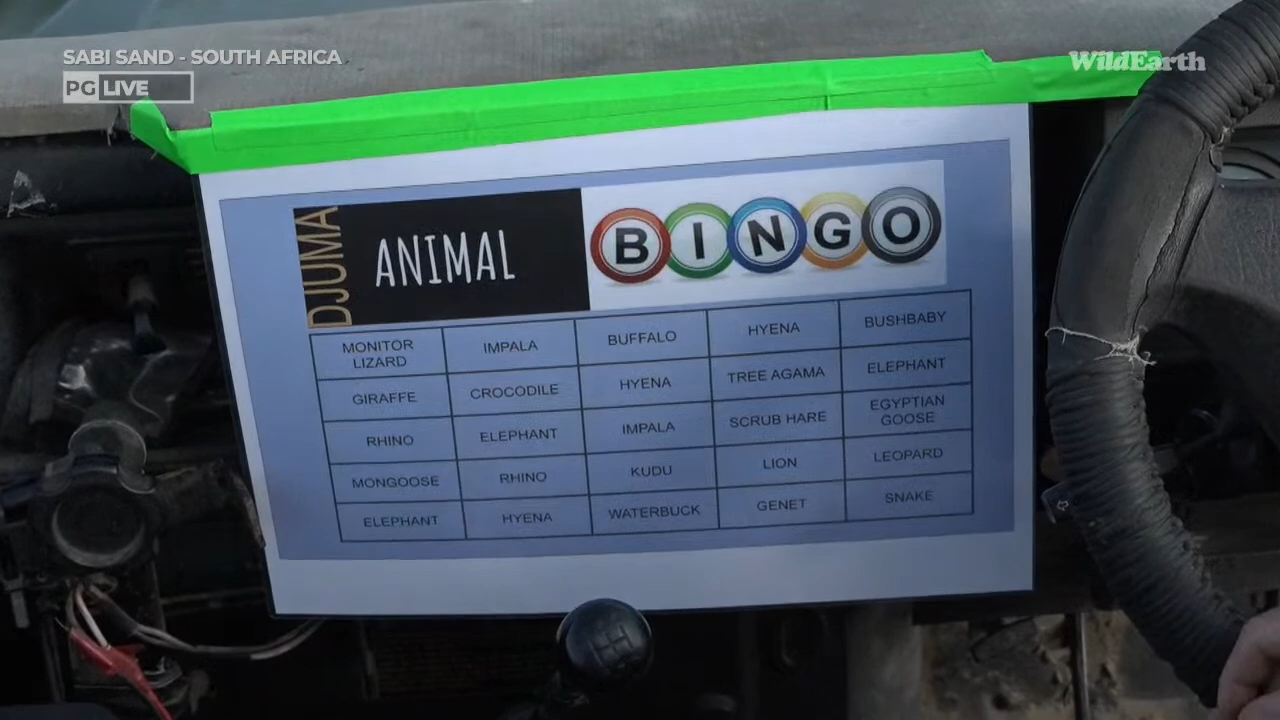 SABI SAND - SOUTH AFRICA
PG LIVE
WildEarth
DJUMA
ANIMAL
BINGO
MONITOR LIZARD IMPALA BUFFALO HYENA BUSHBABY
GIRAFFE CROCODILE HYENA TREE AGAMA ELEPHANT
RHINO ELEPHANT IMPALA SCRUB HARE EGYPTIAN GOOSE
MONGOOSE RHINO KUDU LION LEOPARD
ELEPHANT HYENA WATERBUCK GENET SNAKE